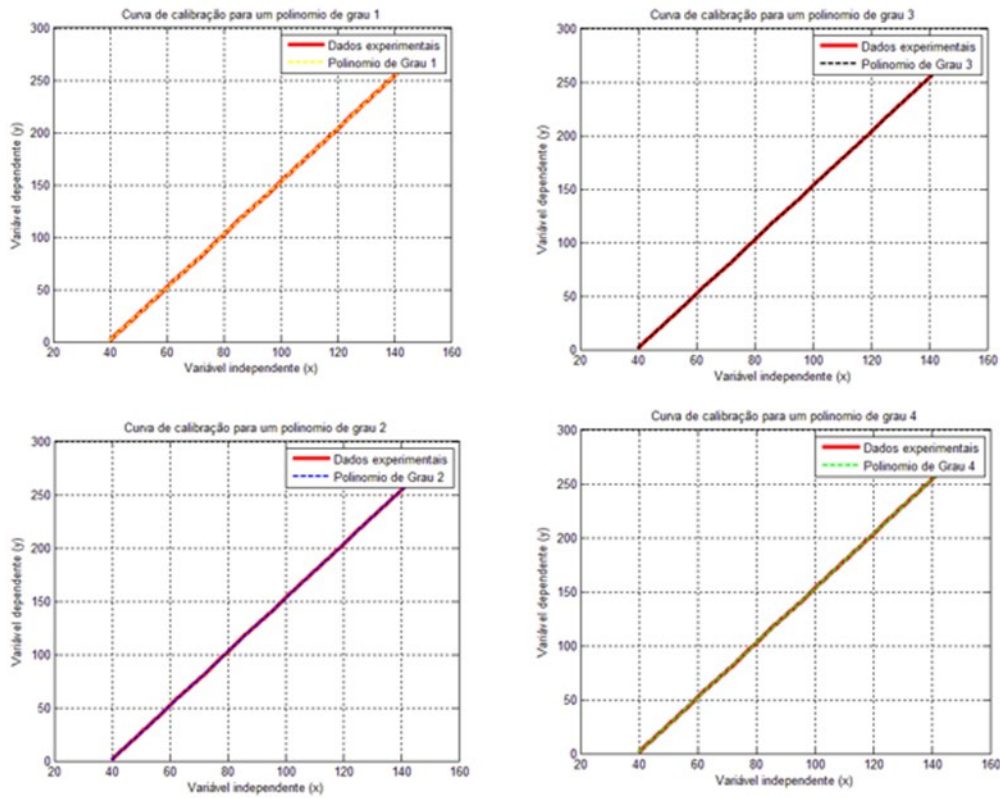 Curva de calibração para um polinomio de grau 1
300
250
200
150
100
50
0
Variável dependente (y)
Dados experimentais
Polinomio de Grau 1
20 40 60 80 100 120 140 160
Variável independente (x)
Curva de calibração para um polinomio de grau 3
300
250
200
150
100
50
0
Variável dependente (y)
Dados experimentais
Polinomio de Grau 3
20 40 60 80 100 120 140 160
Variável independente (x)
Curva de calibração para um polinomio de grau 2
300
250
200
150
100
50
0
Variável dependente (y)
Dados experimentais
Polinomio de Grau 2
20 40 60 80 100 120 140 160
Variável independente (x)
Curva de calibração para um polinomio de grau 4
300
250
200
150
100
50
0
Variável dependente (y)
Dados experimentais
Polinomio de Grau 4
20 40 60 80 100 120 140 160
Variável independente (x)